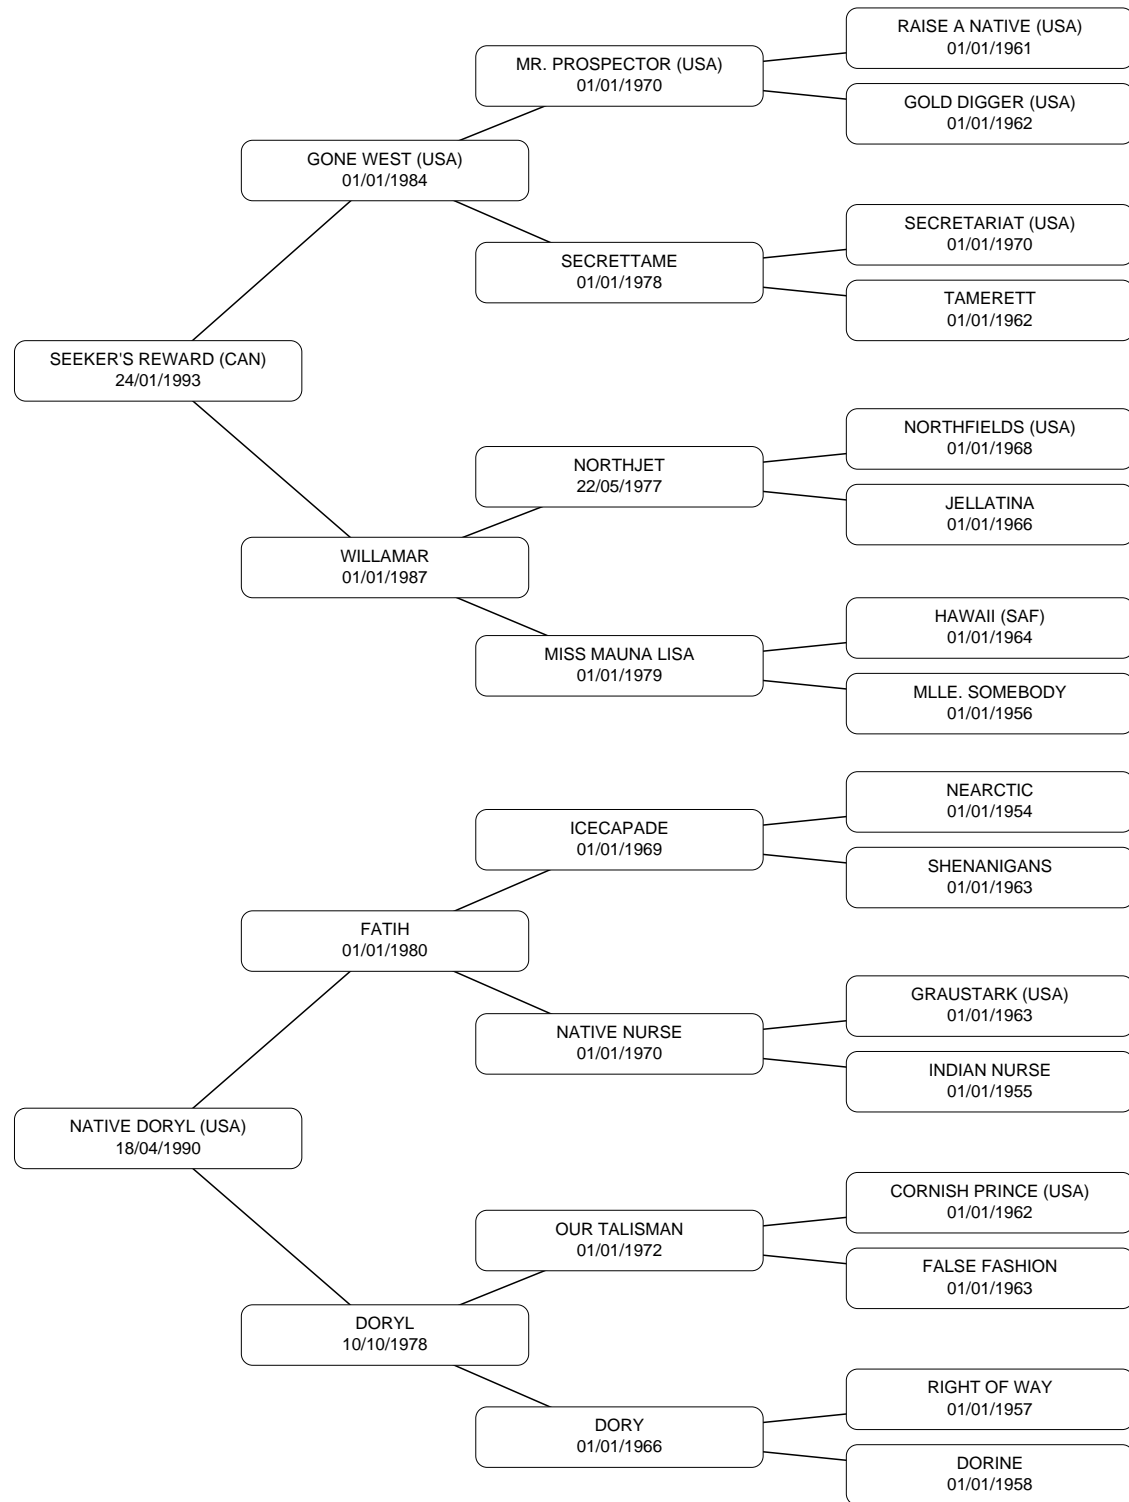 RAISE A NATIVE (USA)
01/01/1961
MR. PROSPECTOR (USA)
01/01/1970
GOLD DIGGER (USA)
01/01/1962
GONE WEST (USA)
01/01/1984
SECRETARIAT (USA)
01/01/1970
SECRETTAME
01/01/1978
TAMERETT
01/01/1962
SEEKER'S REWARD (CAN)
24/01/1993
NORTHFIELDS (USA)
01/01/1968
NORTHJET
22/05/1977
JELLATINA
01/01/1966
WILLAMAR
01/01/1987
HAWAII (SAF)
01/01/1964
MISS MAUNA LISA
01/01/1979
MLLE. SOMEBODY
01/01/1956
NEARCTIC
01/01/1954
ICECAPADE
01/01/1969
SHENANIGANS
01/01/1963
FATIH
01/01/1980
GRAUSTARK (USA)
01/01/1963
NATIVE NURSE
01/01/1970
INDIAN NURSE
01/01/1955
NATIVE DORYL (USA)
18/04/1990
CORNISH PRINCE (USA)
01/01/1962
OUR TALISMAN
01/01/1972
FALSE FASHION
01/01/1963
DORYL
10/10/1978
RIGHT OF WAY
01/01/1957
DORY
01/01/1966
DORINE
01/01/1958